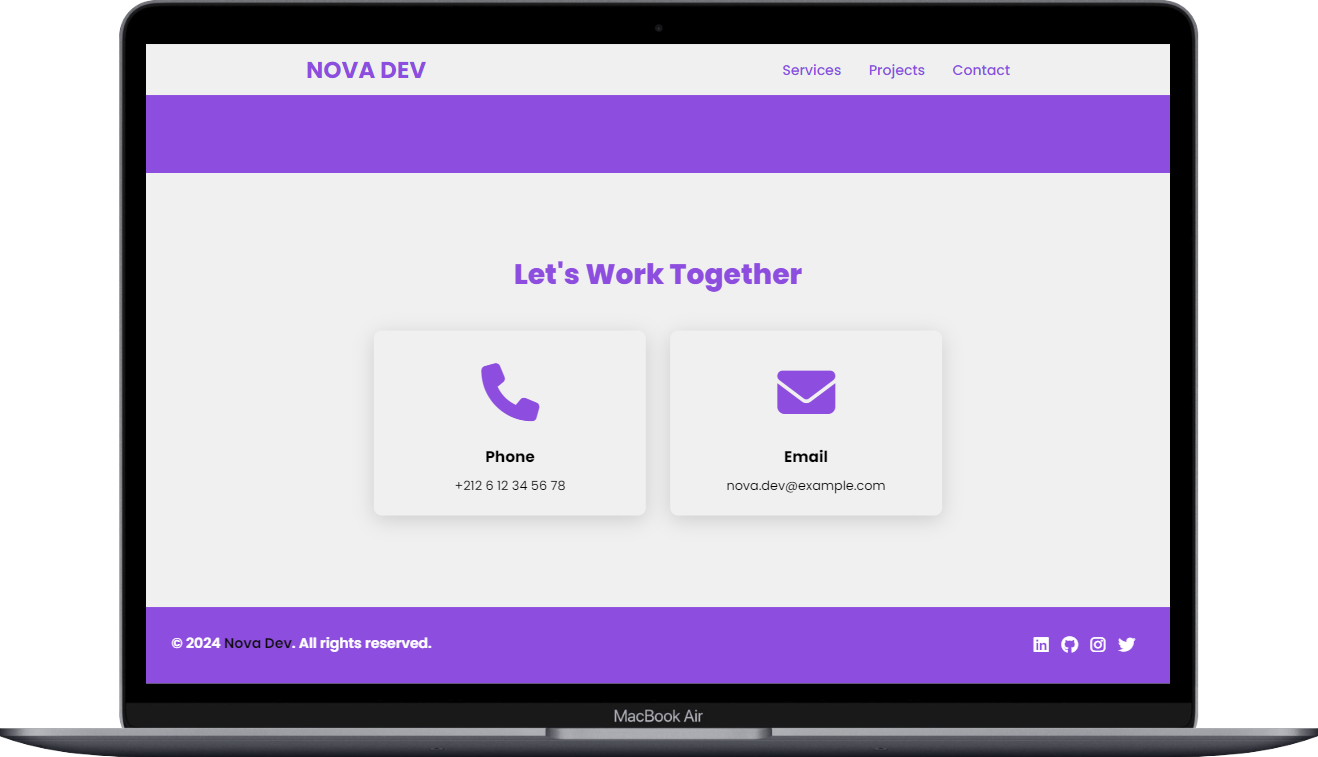 NOVA DEV
Services Projects Contact
Let's Work Together
Phone
+212 6 12 34 56 78
Email
nova.dev@example.com
© 2024 Nova Dev. All rights reserved.
MacBook Air